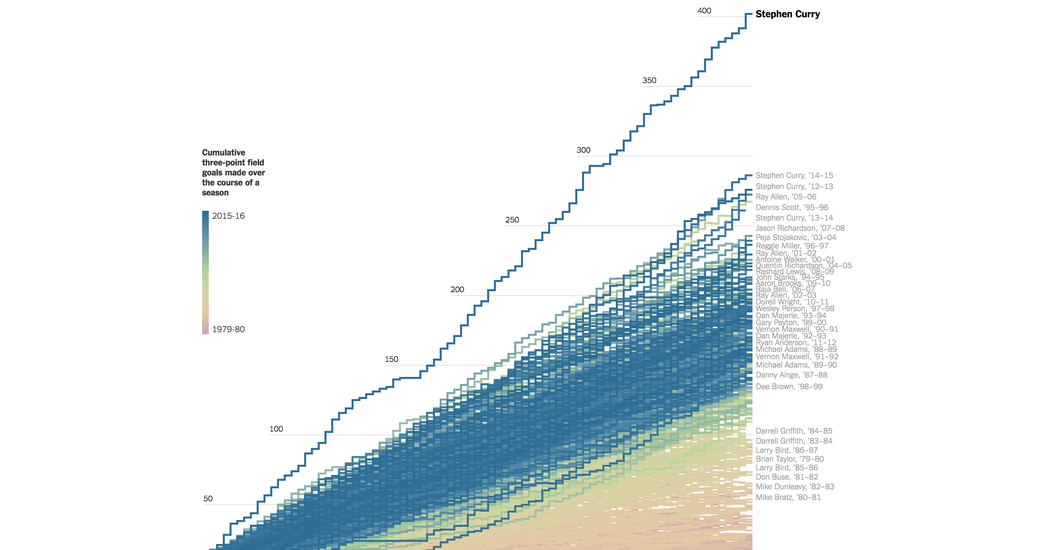 400
Stephen Curry
350
Cumulative
three-point field
goals made over
the course of a
season
300
Stephen Curry, '14–15
Stephen Curry, '12–13
Ray Allen, '05–06
Dennis Scott, '95–96
2015-16
250
Stephen Curry, '13–14
Jason Richardson, '07–08
Peja Stojakovic, '03–04
Reggie Miller, '96–97
Ray Allen, '01–02
Antoine Walker, '00–01
Quentin Richardson, '04–05
Rashard Lewis, '08–09
John Starks, '94–95
Aaron Brooks, '09–10
Raja Bell, '06–07
200
Ray Allen, '02–03
Dorell Wright, '10–11
Wesley Person, '97–98
Dan Majerle, '93–94
Gary Payton, '99–00
1979-80
Vernon Maxwell, '90–91
Dan Majerle, '92–93
Ryan Anderson, '11–12
Michael Adams, '88–89
Vernon Maxwell, '91–92
150
Michael Adams, '89–90
Danny Ainge, '87–88
Dee Brown, '98–99
100
Darrell Griffith, '84–85
Darrell Griffith, '83–84
Larry Bird, '86–87
Brian Taylor, '79–80
Larry Bird, '85–86
Don Buse, '81–82
Mike Dunleavy, '82–83
50
Mike Bratz, '80–81